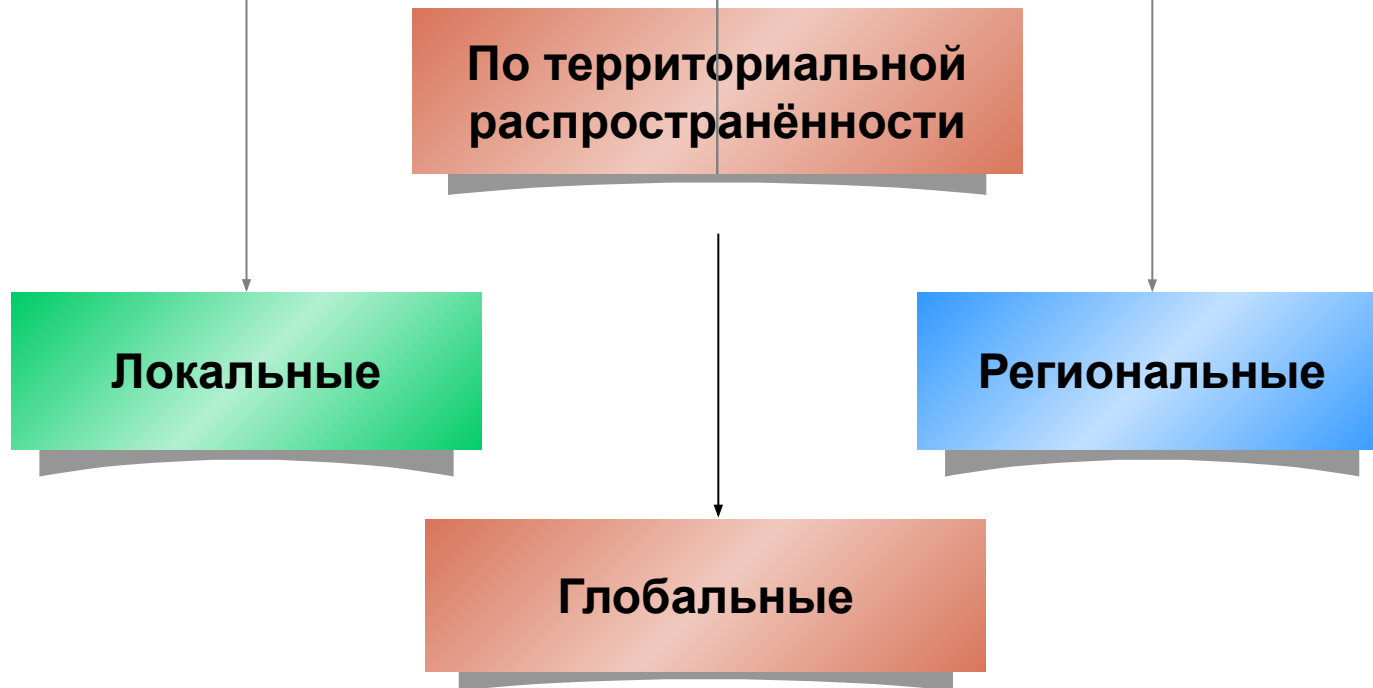 По территориальной
распространённости
Локальные
Региональные
Глобальные